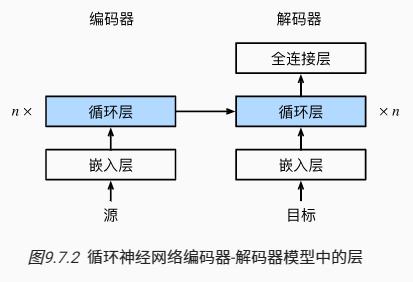 编码器 解码器
全连接层
n × 循环层 循环层 × n
嵌入层 嵌入层
源 目标
图9.7.2 循环神经网络编码器-解码器模型中的层